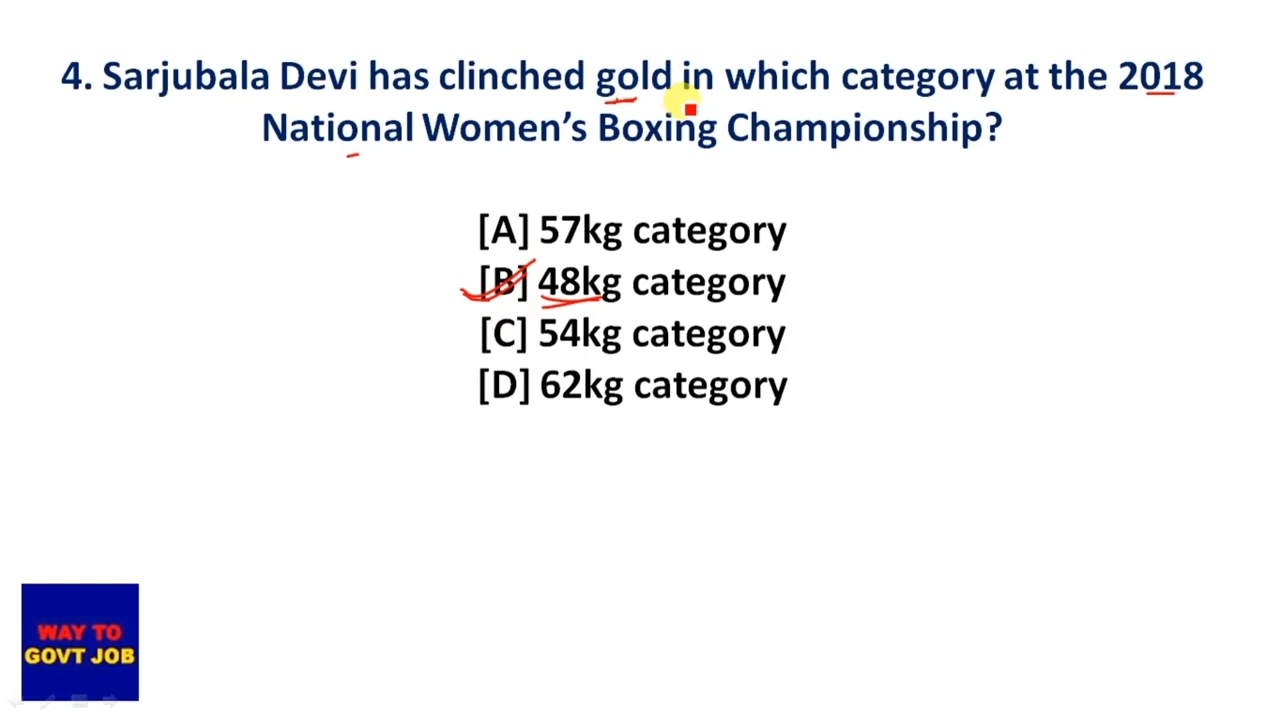 4. Sarjubala Devi has clinched gold in which category at the 2018
National Women’s Boxing Championship?
[A] 57kg category
[B] 48kg category
[C] 54kg category
[D] 62kg category
WAY TO
GOVT JOB